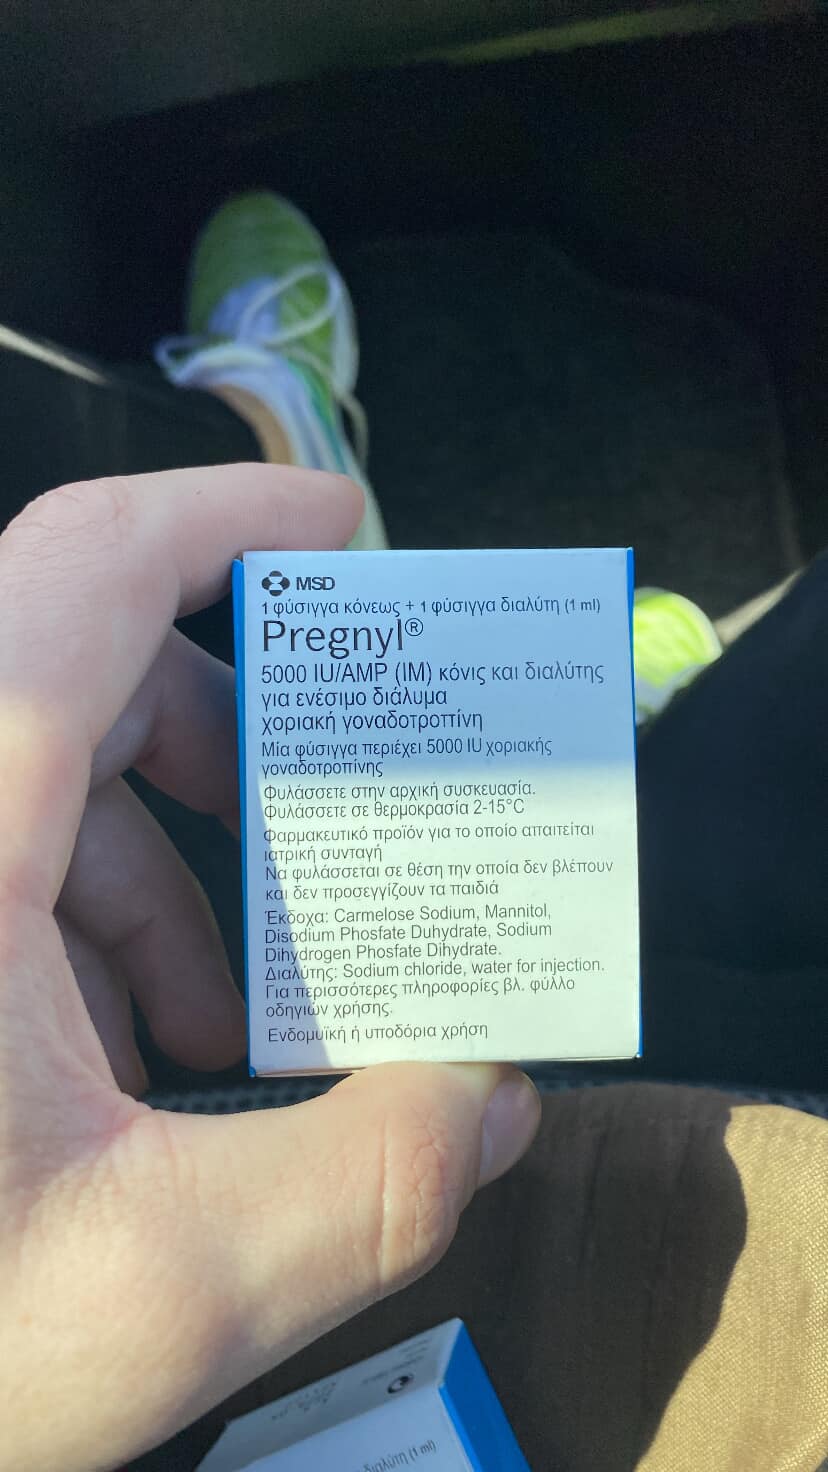 MSD
1 φύσιγγα κόνεως + 1 φύσιγγα διαλύτη (1 ml)
Pregnyl®
5000 IU/AMP (IM) κόνις και διαλύτης
για ενέσιμο διάλυμα
χοριακή γοναδοτροπίνη
Μία φύσιγγα περιέχει 5000 IU χοριακής
γοναδοτροπίνης
Φυλάσσετε στην αρχική συσκευασία.
Φυλάσσετε σε θερμοκρασία 2-15°C
Φαρμακευτικό προϊόν για το οποίο απαιτείται
ιατρική συνταγή
Να φυλάσσεται σε θέση την οποία δεν βλέπουν
και δεν προσεγγίζουν τα παιδιά
Έκδοχα: Carmelose Sodium, Mannitol,
Disodium Phosfate Duhydrate, Sodium
Dihydrogen Phosfate Dihydrate.
Διαλύτης: Sodium chloride, water for injection.
Για περισσότερες πληροφορίες βλ. φύλλο
οδηγιών χρήσης.
Ενδομυϊκή ή υποδόρια χρήση
διαλύτη (1 ml)